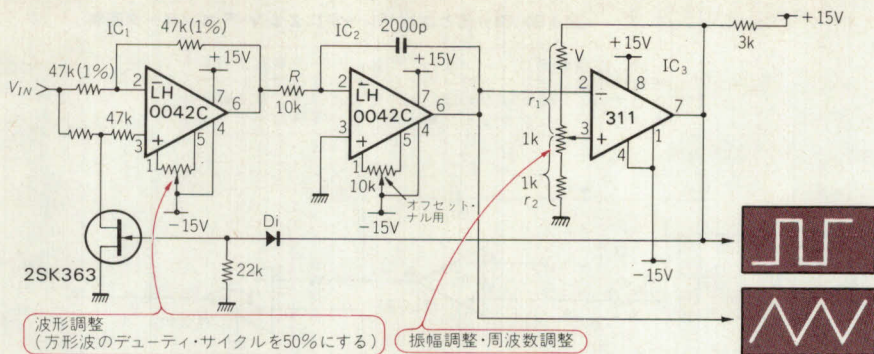 IC₁
47k(1%)
+15V
47k(1%)
V_IN
2
LH
0042C
7
6
47k
3
+
1
5
4
-15V
IC₂
2000p
+15V
R
10k
2
LH
0042C
7
6
3
+
1
5
4
10k
オフセット・
ナル用
-15V
V
r₁
1k
1k
r₂
+15V
IC₃
2
8
311
7
3
+
4
1
-15V
3k
+15V
2SK363
Di
22k
波形調整
(方形波のデューティ・サイクルを50%にする)
振幅調整・周波数調整